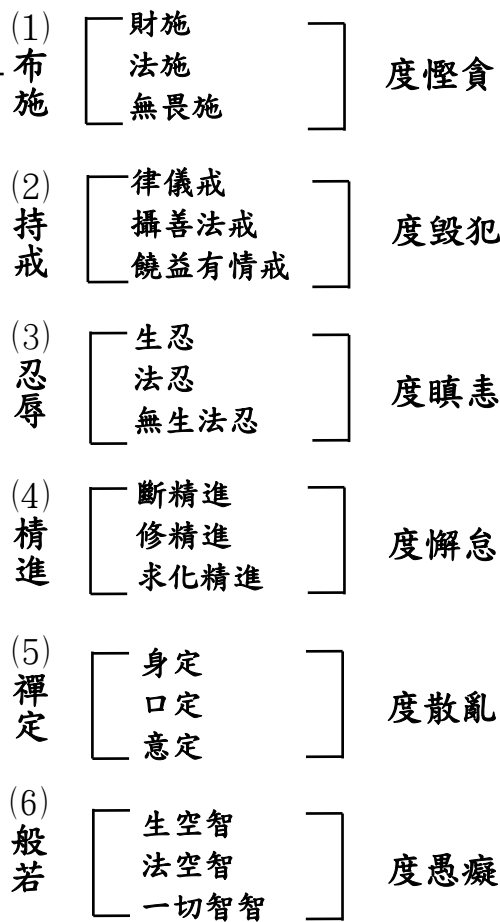 (1)
布施
財施
法施
無畏施
度慳貪
(2)
持戒
律儀戒
攝善法戒
饒益有情戒
度毀犯
(3)
忍辱
生忍
法忍
無生法忍
度瞋恚
(4)
精進
斷精進
修精進
求化精進
度懈怠
(5)
禪定
身定
口定
意定
度散亂
(6)
般若
生空智
法空智
一切智智
度愚癡